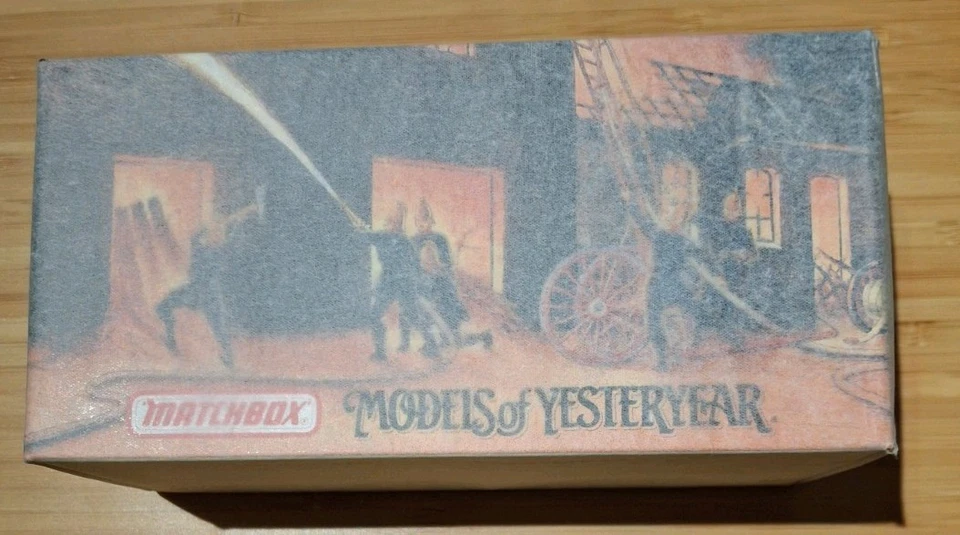 MATCHBOX MODELS of YESTERYEAR